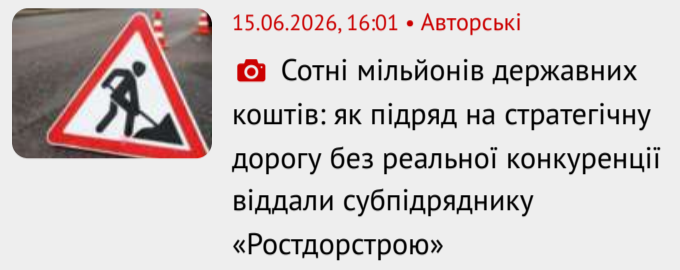 15.06.2026, 16:01 • Авторські
Сотні мільйонів державних
коштів: як підряд на стратегічну
дорогу без реальної конкуренції
віддали субпідряднику
«Ростдорстрою»